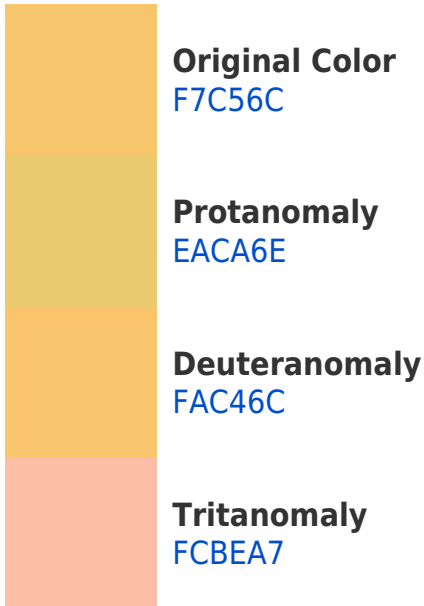 Original Color
F7C56C
Protanomaly
EACA6E
Deuteranomaly
FAC46C
Tritanomaly
FCBEA7